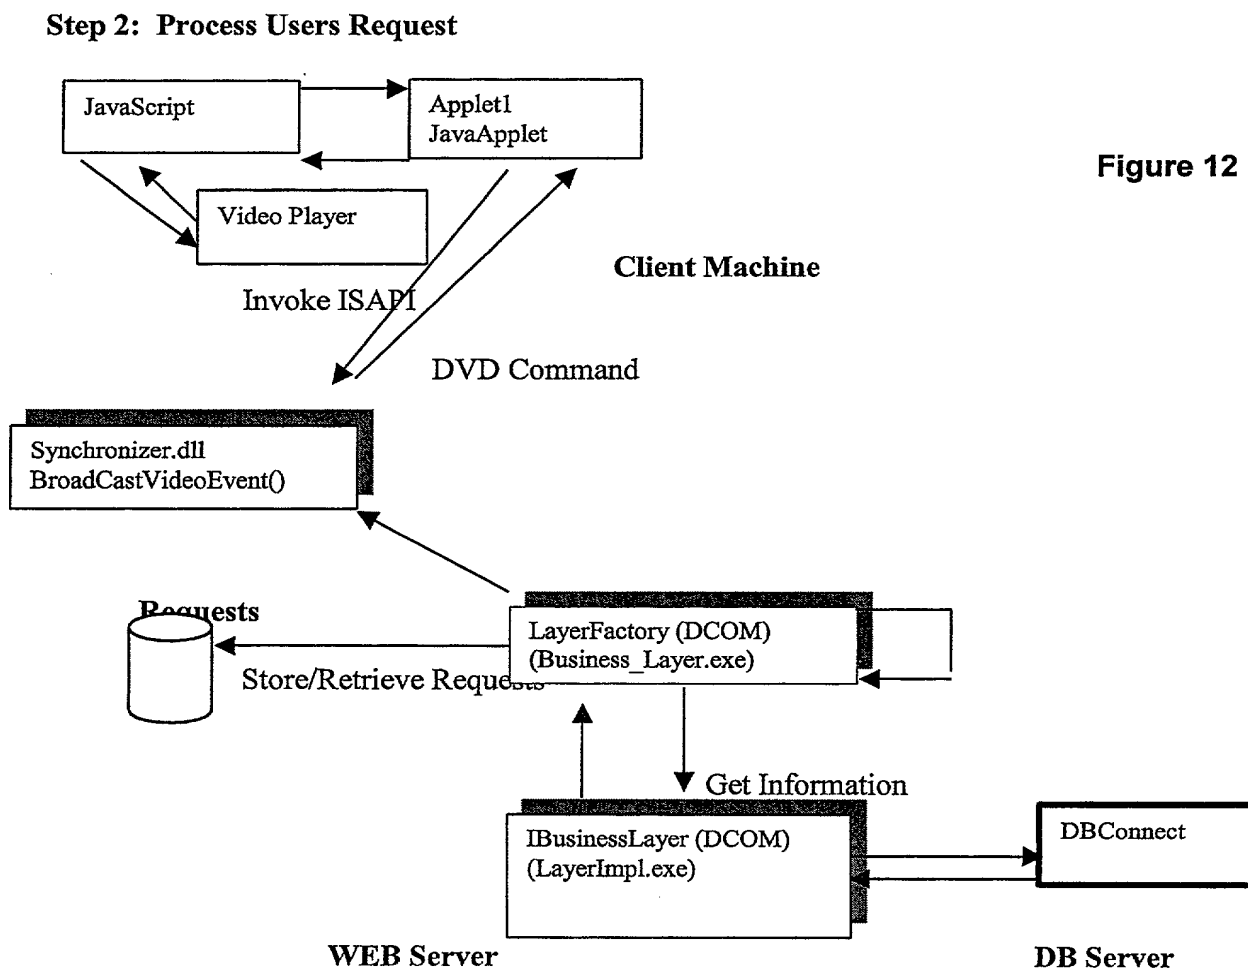 Step 2: Process Users Request
JavaScript
Applet1
JavaApplet
Figure 12
Video Player
Client Machine
Invoke ISAPI
DVD Command
Synchronizer.dll
BroadCastVideoEvent()
Requests
LayerFactory (DCOM)
(Business_Layer.exe)
Store/Retrieve Requests
Get Information
IBusinessLayer (DCOM)
(LayerImpl.exe)
DBConnect
WEB Server
DB Server